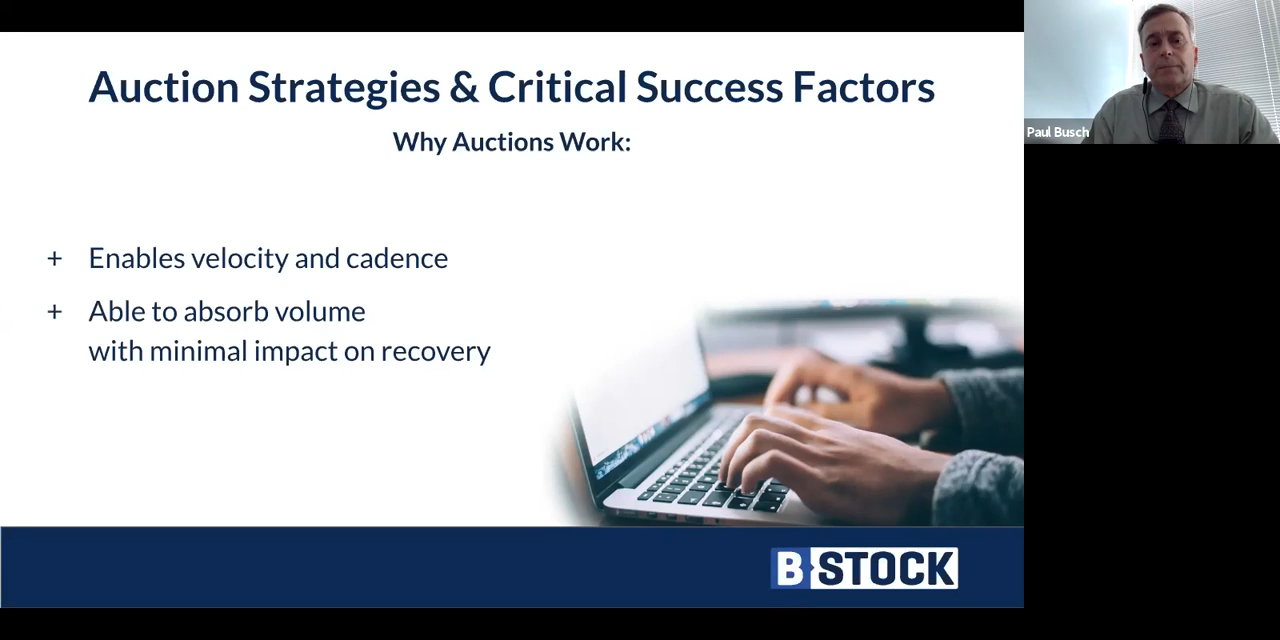 Auction Strategies & Critical Success Factors
Why Auctions Work:
+ Enables velocity and cadence
+ Able to absorb volume
with minimal impact on recovery
B STOCK
Paul Busch